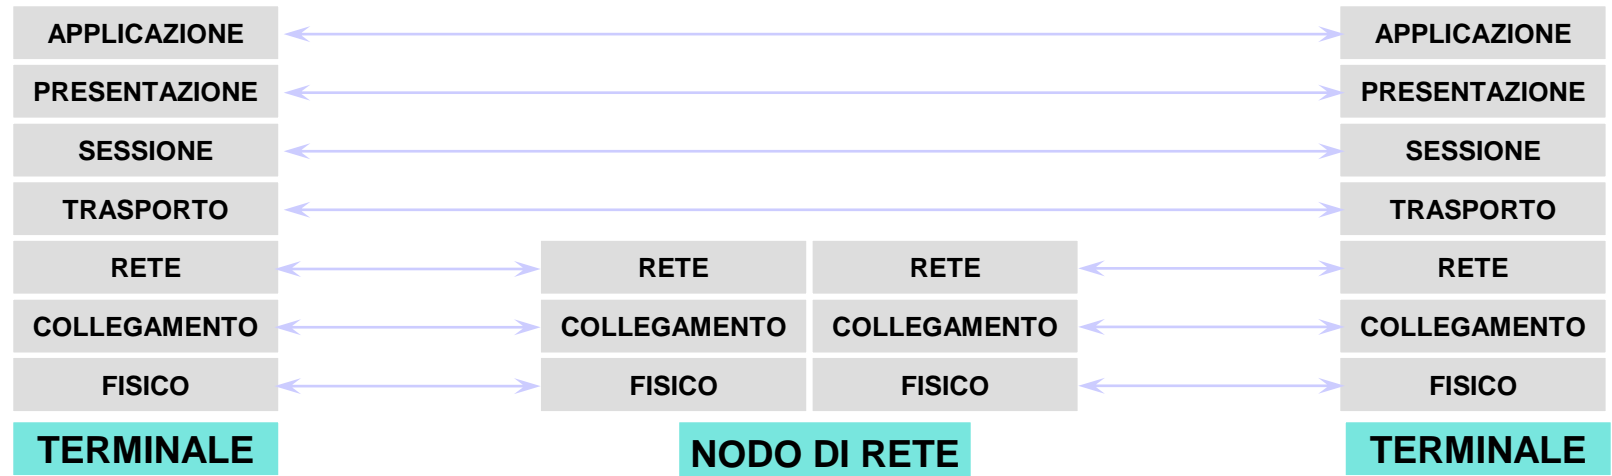 APPLICAZIONE APPLICAZIONE
PRESENTAZIONE PRESENTAZIONE
SESSIONE SESSIONE
TRASPORTO TRASPORTO
RETE RETE RETE RETE
COLLEGAMENTO COLLEGAMENTO COLLEGAMENTO COLLEGAMENTO
FISICO FISICO FISICO FISICO
TERMINALE NODO DI RETE TERMINALE